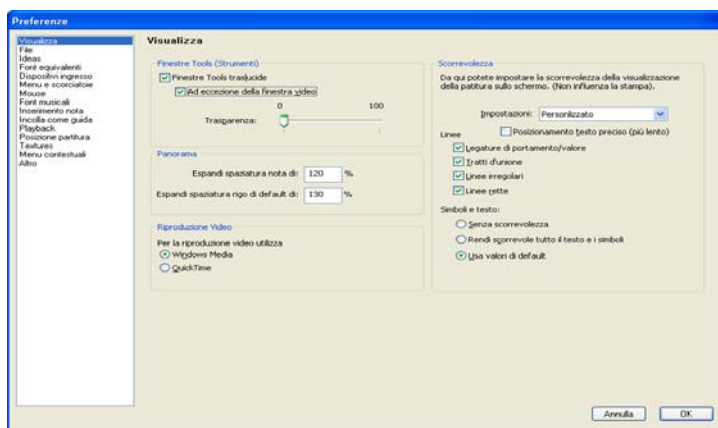 Preferenze
Visualizza
File
Ideas
Font equivalenti
Dispositivi ingresso
Menu e scorciatoie
Mouse
Font musicali
Inserimento nota
Incolla come guida
Playback
Posizione partitura
Textures
Menu contestuali
Altro
Visualizza
Finestre Tools (Strumenti)
Finestre Tools traslucide
Ad eccezione della finestra video
0 100
Trasparenza:
Panorama
Espandi spaziatura nota di: 120 %
Espandi spaziatura rigo di default di: 130 %
Riproduzione Video
Per la riproduzione video utilizza
Windows Media
QuickTime
Scorrevolezza
Da qui potete impostare la scorrevolezza della visualizzazione
della patitura sullo schermo. (Non influenza la stampa).
Impostazioni: Personlizzato
Posizionamento testo preciso (più lento)
Linee
Legature di portamento/valore
Tratti d'unione
Linee irregolari
Linee rette
Simboli e testo:
Senza scorrevolezza
Rendi scorrevole tutto il testo e i simboli
Usa valori di default
Annulla
OK